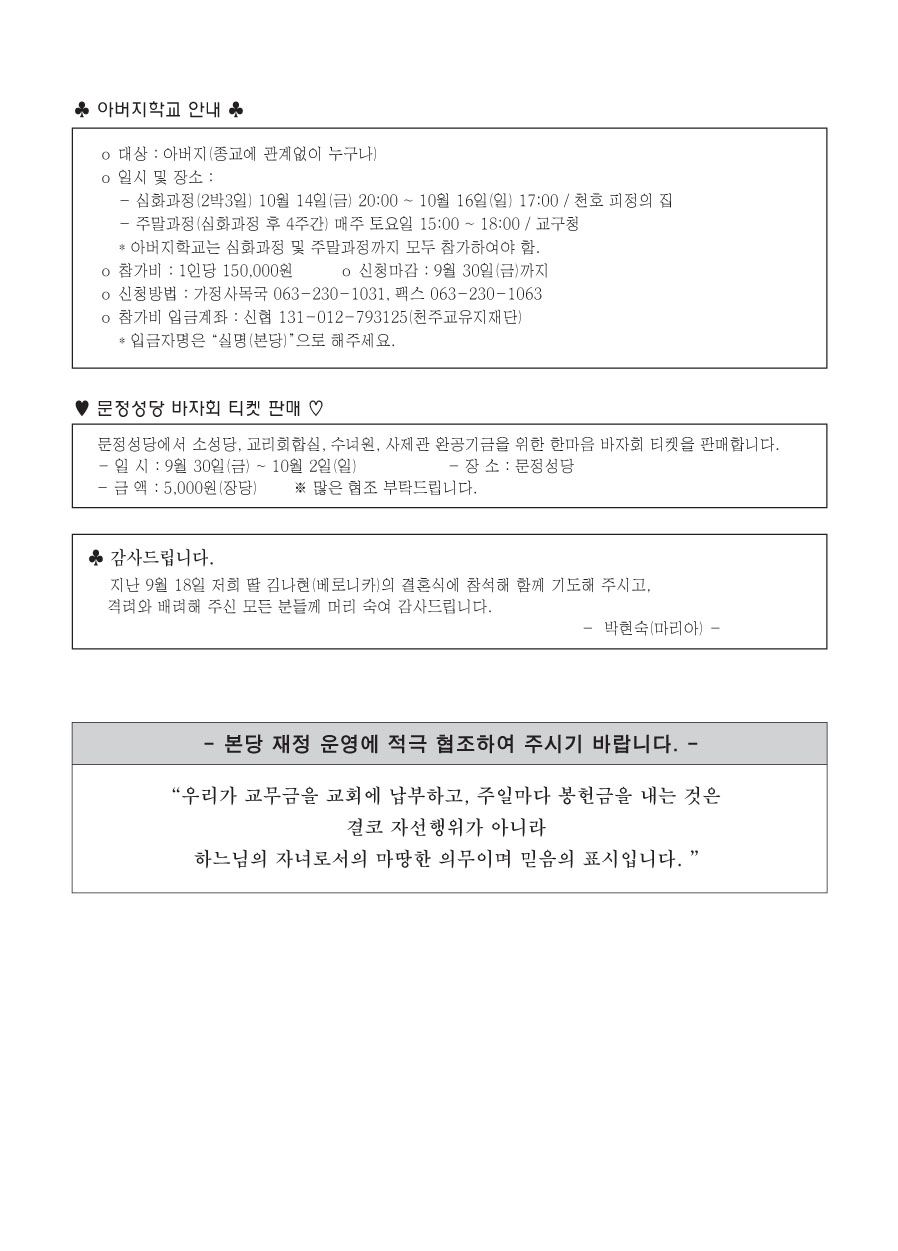 ♣ 아버지학교 안내 ♣
o 대상 : 아버지(종교에 관계없이 누구나)
o 일시 및 장소 :
- 심화과정(2박3일) 10월 14일(금) 20:00 ~ 10월 16일(일) 17:00 / 천호 피정의 집
- 주말과정(심화과정 후 4주간) 매주 토요일 15:00 ~ 18:00 / 교구청
* 아버지학교는 심화과정 및 주말과정까지 모두 참가하여야 함.
o 참가비 : 1인당 150,000원 o 신청마감 : 9월 30일(금)까지
o 신청방법 : 가정사목국 063-230-1031, 팩스 063-230-1063
o 참가비 입금계좌 : 신협 131-012-793125(천주교유지재단)
* 입금자명은 “실명(본당)”으로 해주세요.
♥ 문정성당 바자회 티켓 판매 ♡
문정성당에서 소성당, 교리회합실, 수녀원, 사제관 완공기금을 위한 한마음 바자회 티켓을 판매합니다.
- 일 시 : 9월 30일(금) ~ 10월 2일(일) - 장 소 : 문정성당
- 금 액 : 5,000원(장당) ※ 많은 협조 부탁드립니다.
♣ 감사드립니다.
지난 9월 18일 저희 딸 김나현(베로니카)의 결혼식에 참석해 함께 기도해 주시고,
격려와 배려해 주신 모든 분들께 머리 숙여 감사드립니다.
- 박현숙(마리아) -
- 본당 재정 운영에 적극 협조하여 주시기 바랍니다. -
“우리가 교무금을 교회에 납부하고, 주일마다 봉헌금을 내는 것은
결코 자선행위가 아니라
하느님의 자녀로서의 마땅한 의무이며 믿음의 표시입니다. ”